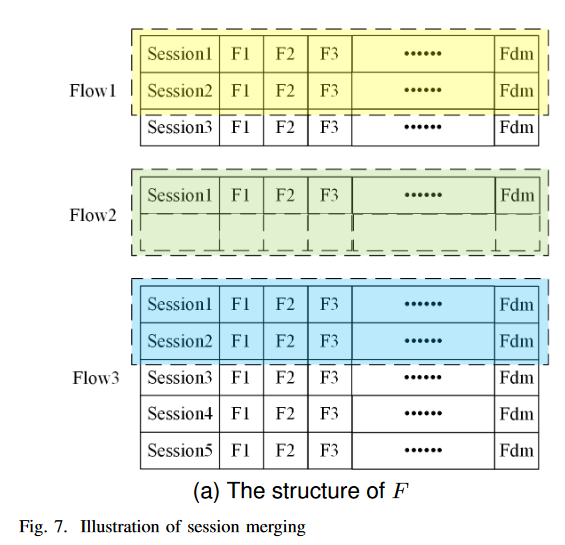 Session1 F1 F2 F3 •••••• Fdm
Flow1 Session2 F1 F2 F3 •••••• Fdm
Session3 F1 F2 F3 •••••• Fdm
Session1 F1 F2 F3 •••••• Fdm
Flow2
Session1 F1 F2 F3 •••••• Fdm
Session2 F1 F2 F3 •••••• Fdm
Flow3 Session3 F1 F2 F3 •••••• Fdm
Session4 F1 F2 F3 •••••• Fdm
Session5 F1 F2 F3 •••••• Fdm
(a) The structure of F
Fig. 7. Illustration of session merging